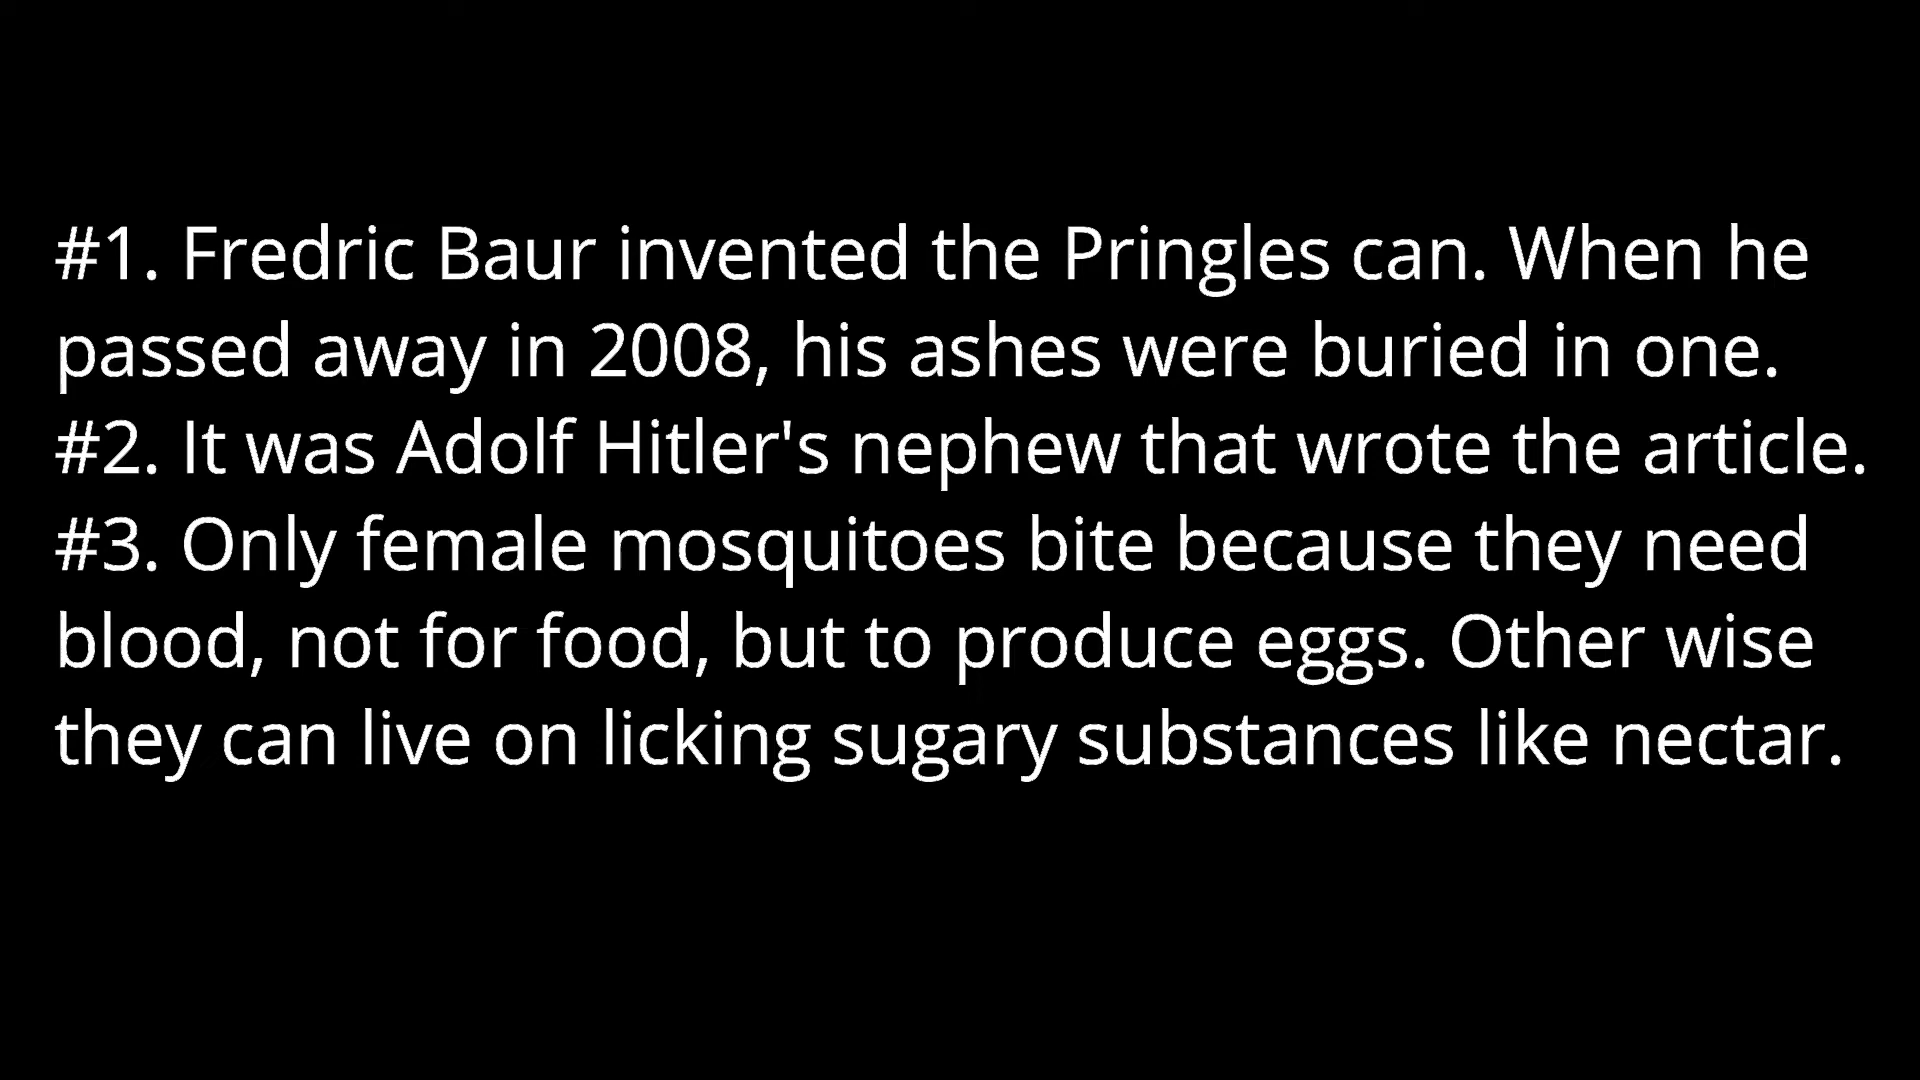 #1. Fredric Baur invented the Pringles can. When he
passed away in 2008, his ashes were buried in one.
#2. It was Adolf Hitler's nephew that wrote the article.
#3. Only female mosquitoes bite because they need
blood, not for food, but to produce eggs. Other wise
they can live on licking sugary substances like nectar.